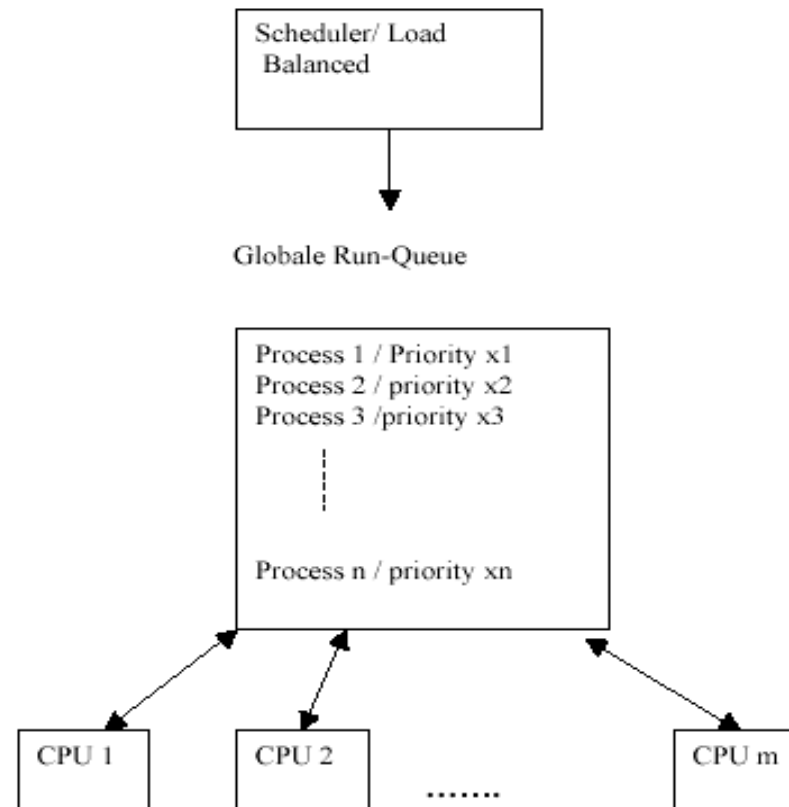 Scheduler/ Load
Balanced
Globale Run-Queue
Process 1 / Priority x1
Process 2 / priority x2
Process 3 /priority x3
Process n / priority xn
CPU 1
CPU 2
.......
CPU m